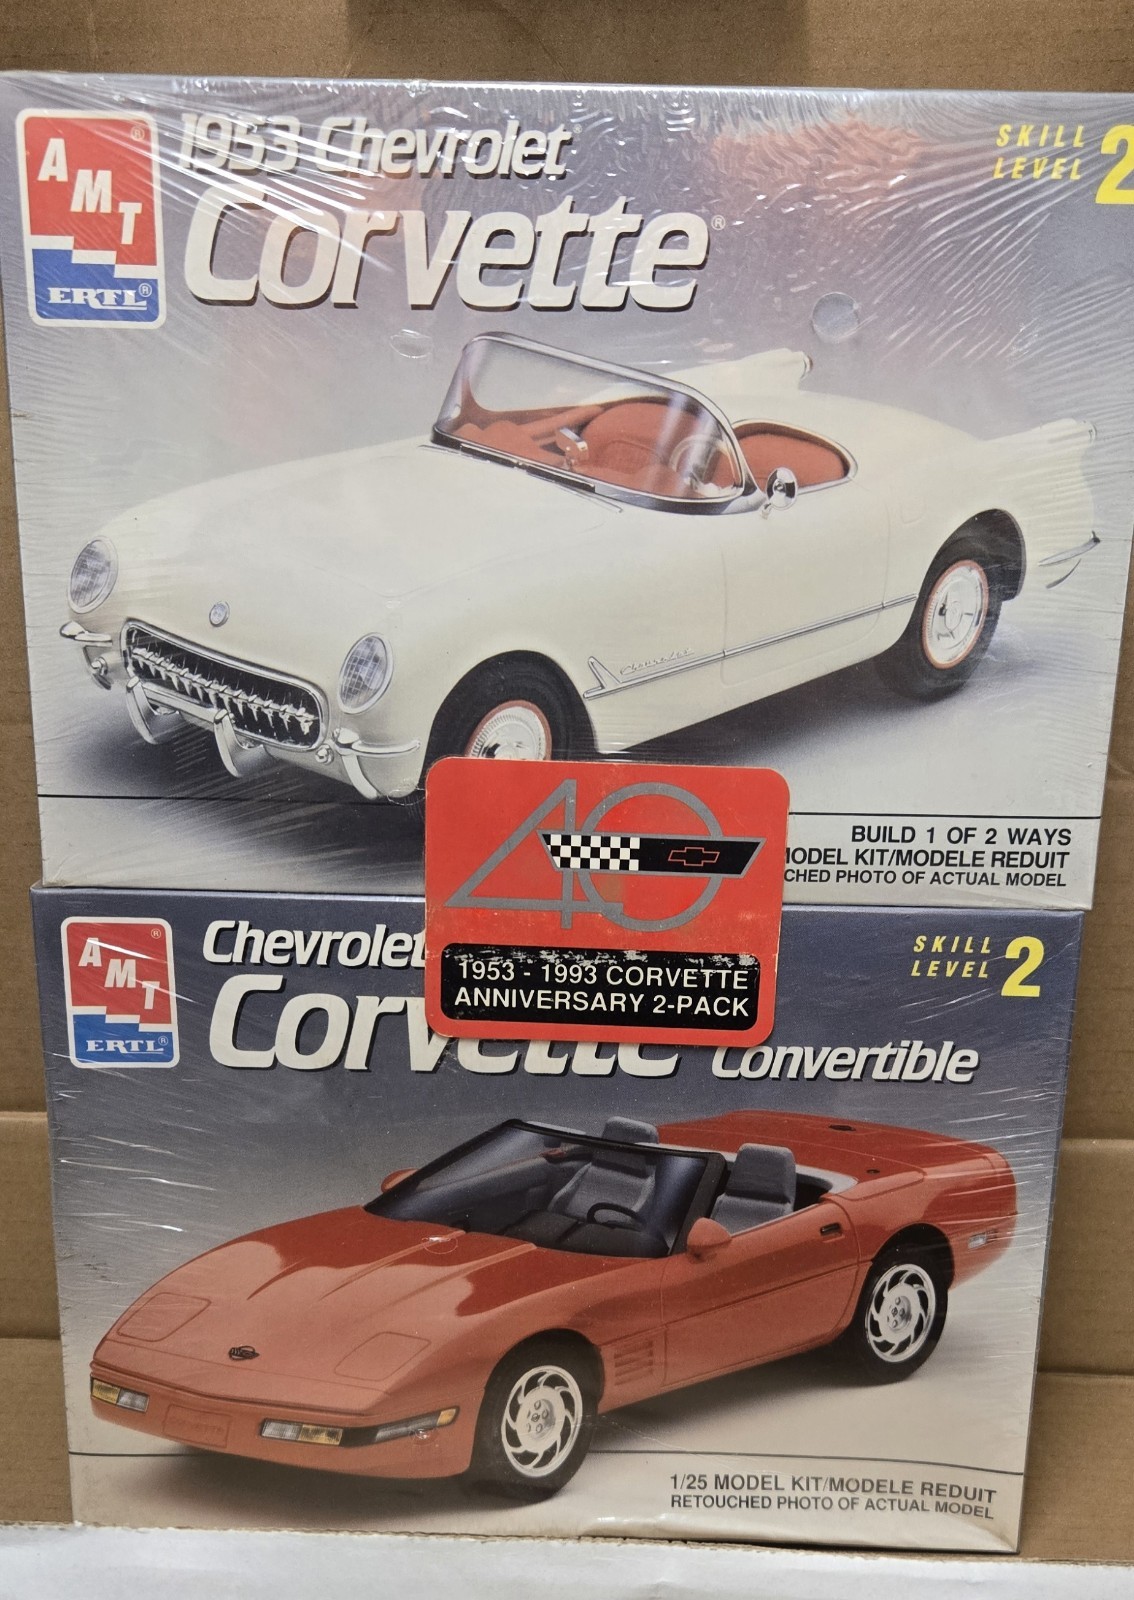 AMT®
ERTL®
1953 Chevrolet®
Corvette®
SKILL
LEVEL 2
BUILD 1 OF 2 WAYS
MODEL KIT/MODELE REDUIT
CHED PHOTO OF ACTUAL MODEL
40
1953 - 1993 CORVETTE
ANNIVERSARY 2-PACK
AMT®
ERTL®
Chevrolet
Corvette Convertible
SKILL
LEVEL 2
1/25 MODEL KIT/MODELE REDUIT
RETOUCHED PHOTO OF ACTUAL MODEL